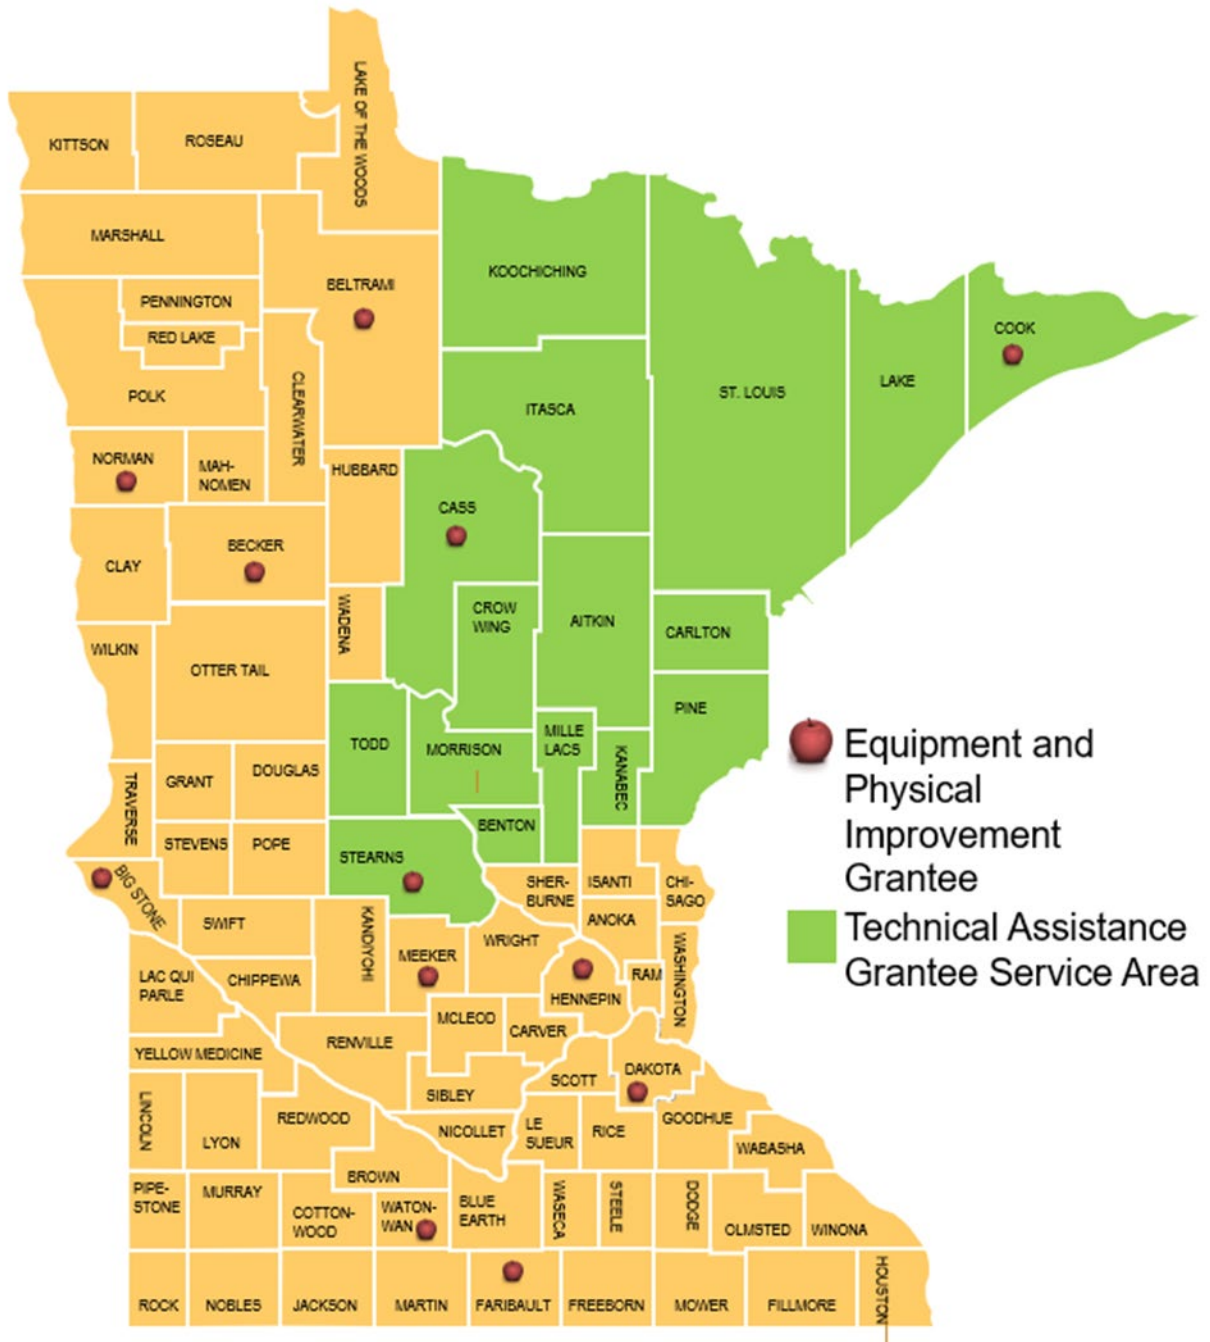 LAKE OF THE WOODS
KITTSON
ROSEAU
MARSHALL
KOOCHICHING
BELTRAMI
PENNINGTON
RED LAKE
COOK
POLK
CLEARWATER
LAKE
ST. LOUIS
ITASCA
NORMAN
MAH-
NOMEN
HUBBARD
CASS
BECKER
CLAY
WADENA
CROW
WING
AITKIN
CARLTON
WILKIN
OTTER TAIL
PINE
TODD
MORRISON
MILLE
LACS
KANABEC
GRANT
DOUGLAS
TRAVERSE
BENTON
STEVENS
POPE
STEARNS
BIG STONE
SHER-
BURNE
ISANTI
CHI-
SAGO
SWIFT
KANDIYOHI
ANOKA
WRIGHT
MEEKER
WASHINGTON
LAC QUI
PARLE
CHIPPEWA
RAM
HENNEPIN
MCLEOD
CARVER
RENVILLE
YELLOW MEDICINE
DAKOTA
SCOTT
SIBLEY
LINCOLN
LYON
REDWOOD
NICOLLET
LE
SUEUR
RICE
GOODHUE
WABASHA
BROWN
PIPE-
STONE
MURRAY
COTTON-
WOOD
WATON-
WAN
BLUE
EARTH
WASECA
STEELE
DODGE
OLMSTED
WINONA
ROCK
NOBLES
JACKSON
MARTIN
FARIBAULT
FREEBORN
MOWER
FILLMORE
HOUSTON
Equipment and
Physical
Improvement
Grantee
Technical Assistance
Grantee Service Area